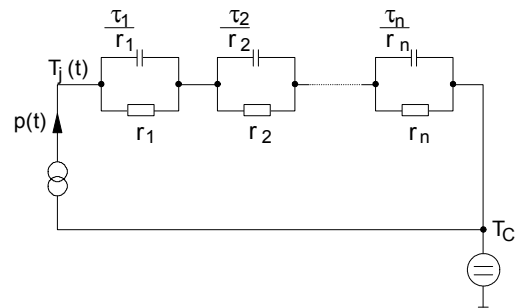 τ1/r1 τ2/r2 τn/rn
Tj(t)
p(t)
r1 r2 rn
TC